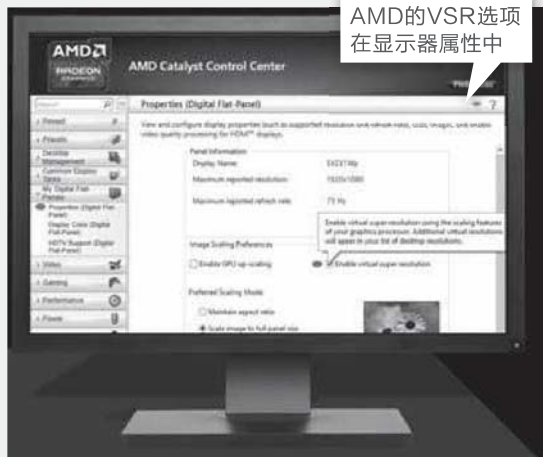 AMD的VSR选项
在显示器属性中
AMD
RADEON
GRAPHICS
AMD Catalyst Control Center
Properties (Digital Flat-Panel)
View and configure display properties (such as supported resolution and refresh rate), scale, images, and enable
video quality processing for HDMI™ displays.
Panel Information
Display Name:
Maximum reported resolution:
1920x1080
Maximum reported refresh rate:
75 Hz
Enable virtual super resolution using the scaling features
of your graphics processor. Additional virtual resolutions
will appear in your list of desktop resolutions.
Pinned
Presets
Desktop
Management
Common Display
Tasks
My Digital Flat-
Panels
Properties (Digital Flat-
Panel)
Display Color (Digital
Flat-Panel)
HDTV Support (Digital
Flat-Panel)
Video
Gaming
Performance
Power
Image Scaling Preferences
Enable GPU up-scaling
Enable virtual super resolution
Preferred Scaling Mode
Maintain aspect ratio
Scale image to full panel size